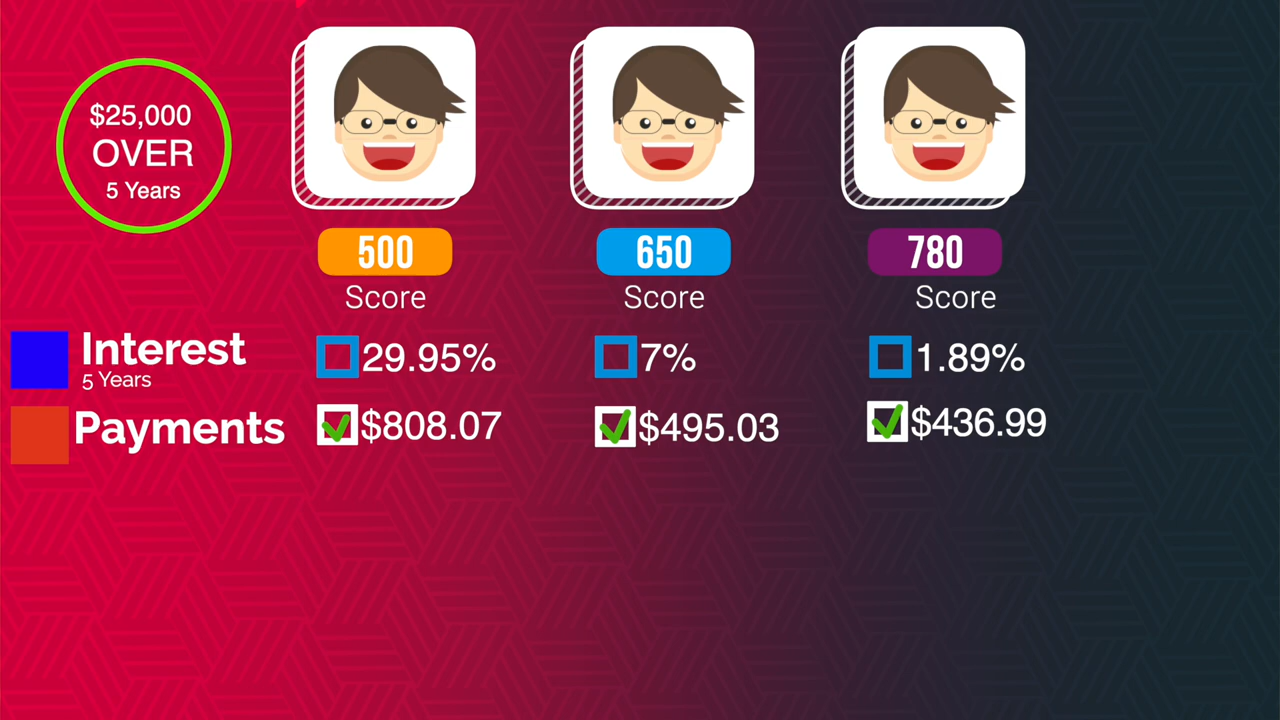 $25,000
OVER
5 Years
500
650
780
Score
Score
Score
Interest
5 Years
29.95%
7%
1.89%
Payments
$808.07
$495.03
$436.99